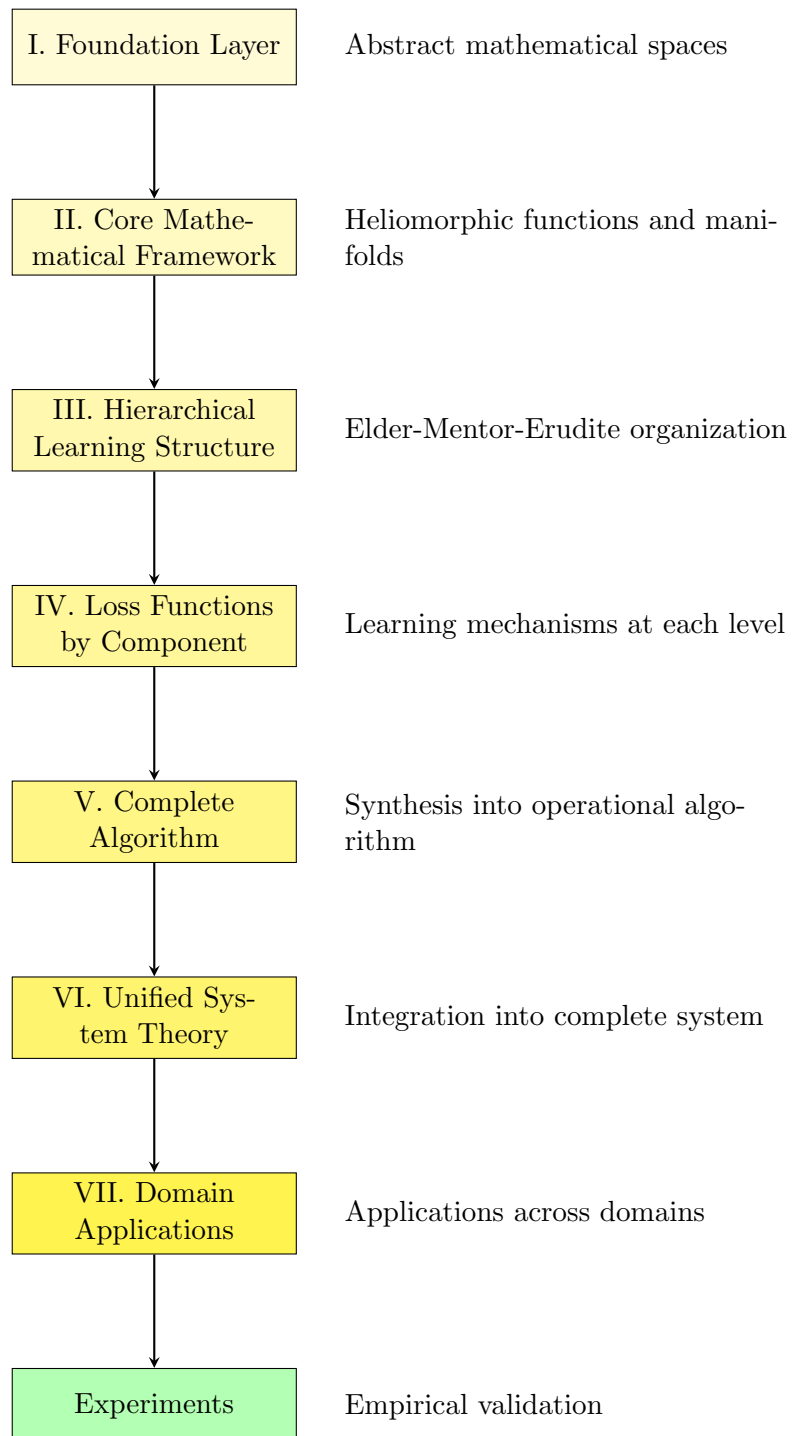 I. Foundation Layer
Abstract mathematical spaces
II. Core Mathe-
matical Framework
Heliomorphic functions and mani-
folds
III. Hierarchical
Learning Structure
Elder-Mentor-Erudite organization
IV. Loss Functions
by Component
Learning mechanisms at each level
V. Complete
Algorithm
Synthesis into operational algo-
rithm
VI. Unified Sys-
tem Theory
Integration into complete system
VII. Domain
Applications
Applications across domains
Experiments
Empirical validation